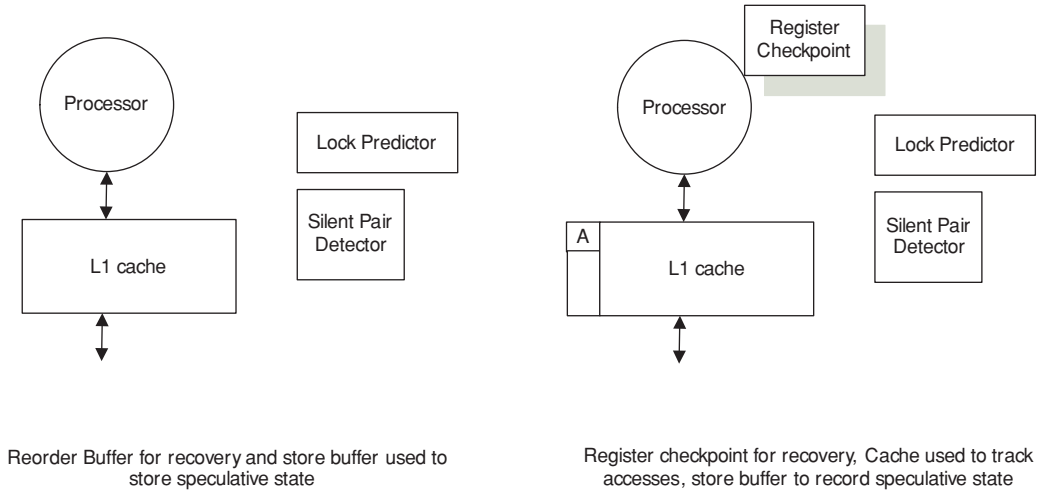 Processor
Lock Predictor
Silent Pair
Detector
L1 cache
Reorder Buffer for recovery and store buffer used to
store speculative state
Register
Checkpoint
Processor
Lock Predictor
A
L1 cache
Silent Pair
Detector
Register checkpoint for recovery, Cache used to track
accesses, store buffer to record speculative state